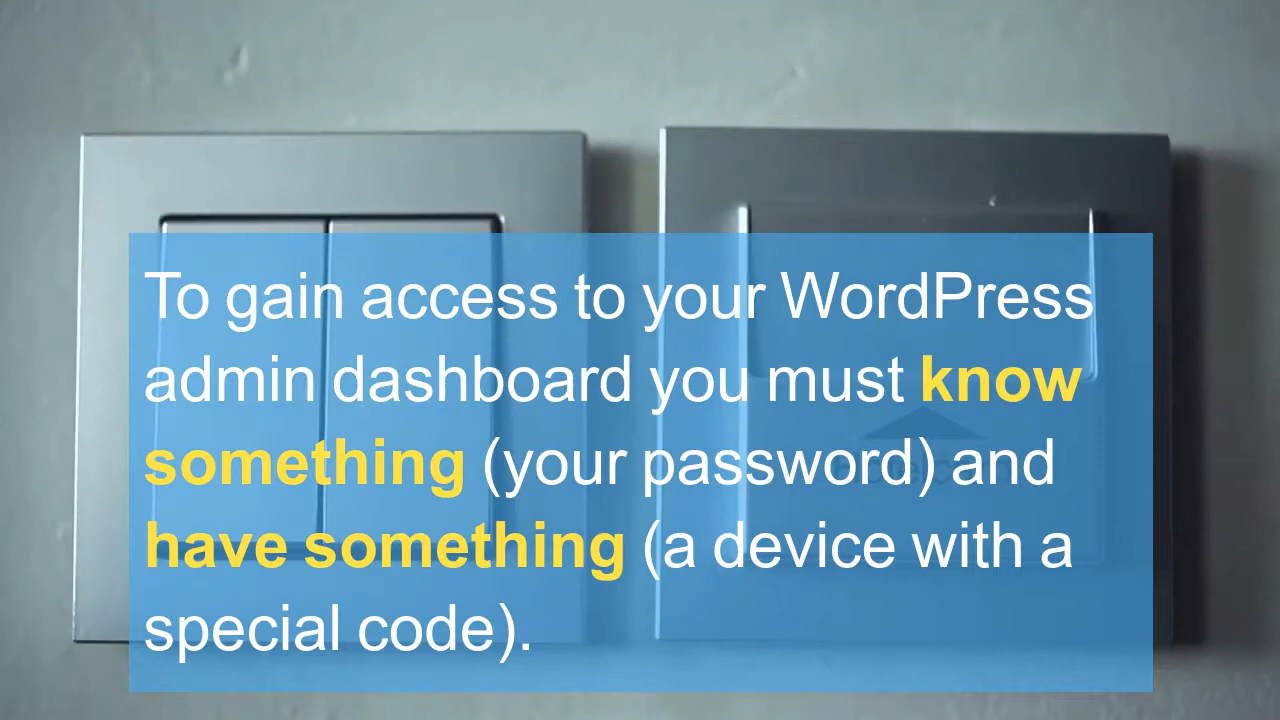 To gain access to your WordPress
admin dashboard you must know
something (your password) and
have something (a device with a
special code).